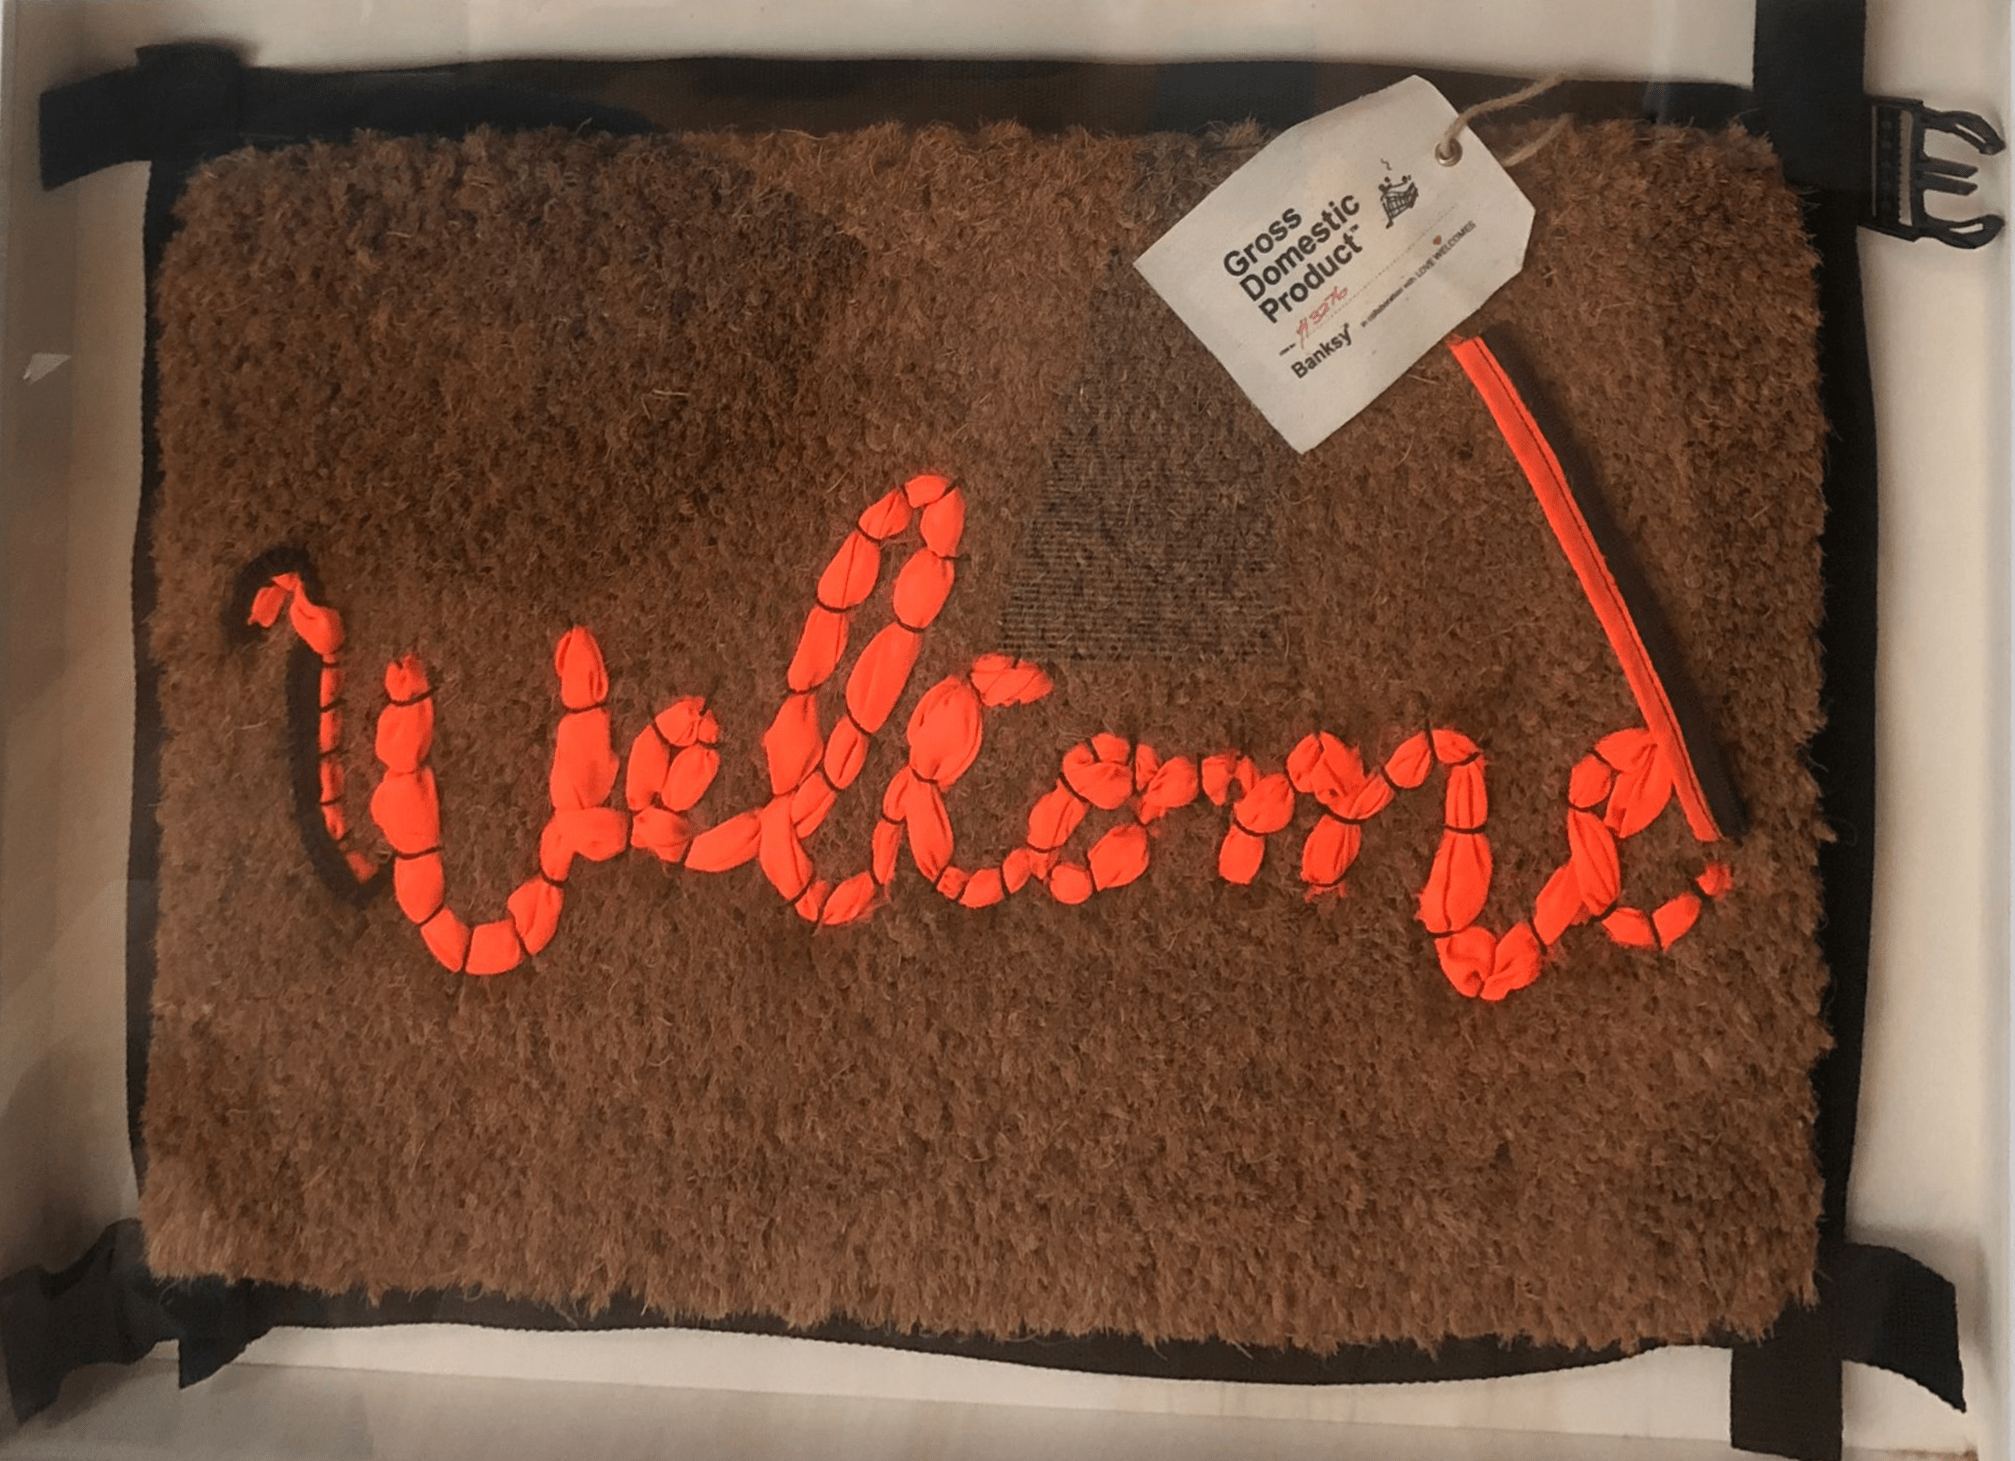 Gross
Domestic
Product™
Banksy
in collaboration with LOVE WELCOMES
Welcome